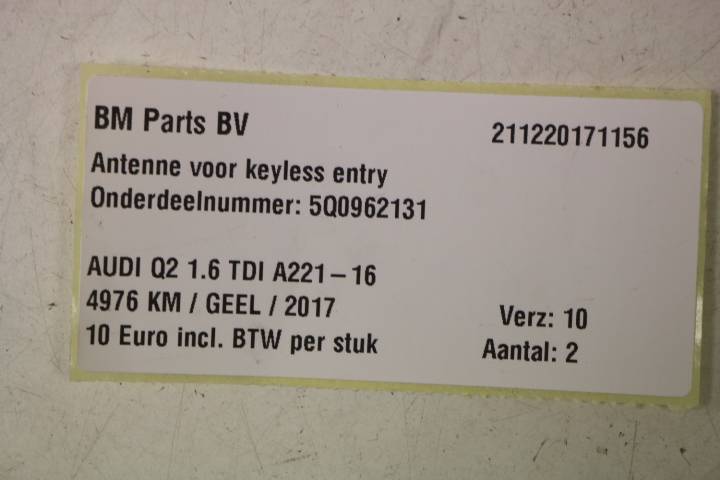 BM Parts BV 211220171156
Antenne voor keyless entry
Onderdeelnummer: 5Q0962131
AUDI Q2 1.6 TDI A221-16
4976 KM / GEEL / 2017 Verz: 10
10 Euro incl. BTW per stuk Aantal: 2